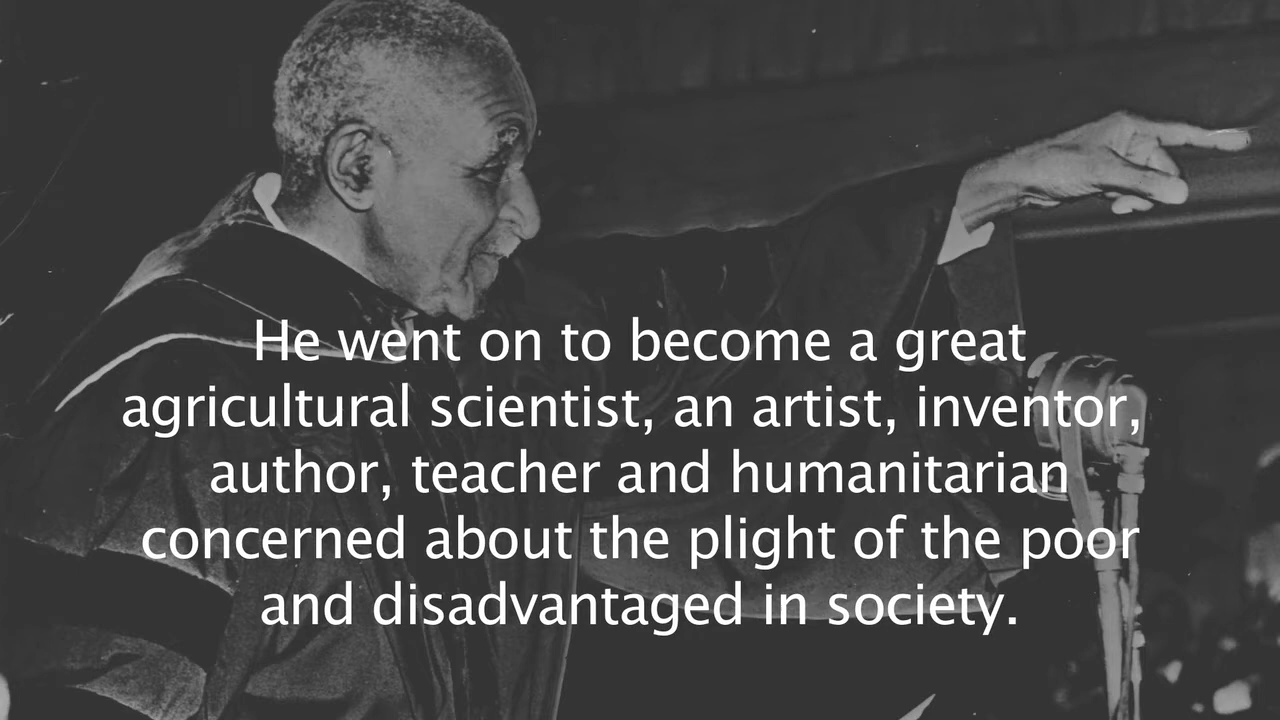 He went on to become a great
agricultural scientist, an artist, inventor,
author, teacher and humanitarian
concerned about the plight of the poor
and disadvantaged in society.